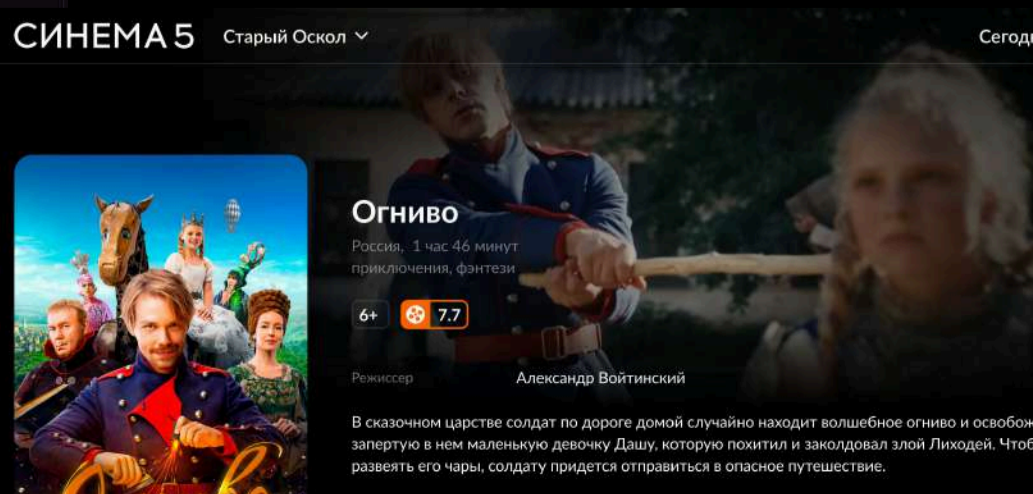 СИНЕМА 5
Старый Оскол
Огниво
Россия, 1 час 46 минут
приключения, фэнтези
6+
7.7
Режиссер
Александр Войтинский
В сказочном царстве солдат по дороге домой случайно находит волшебное огниво и
запертую в нем маленькую девочку Дашу, которую похитил и заколдовал злой Лиходей.
развеять его чары, солдату придется отправиться в опасное путешествие.